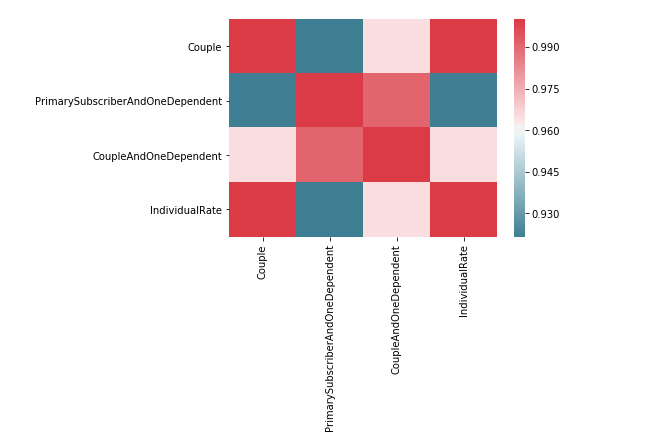 Couple
PrimarySubscriberAndOneDependent
CoupleAndOneDependent
IndividualRate
0.990
0.975
0.960
0.945
0.930
Couple
PrimarySubscriberAndOneDependent
CoupleAndOneDependent
IndividualRate